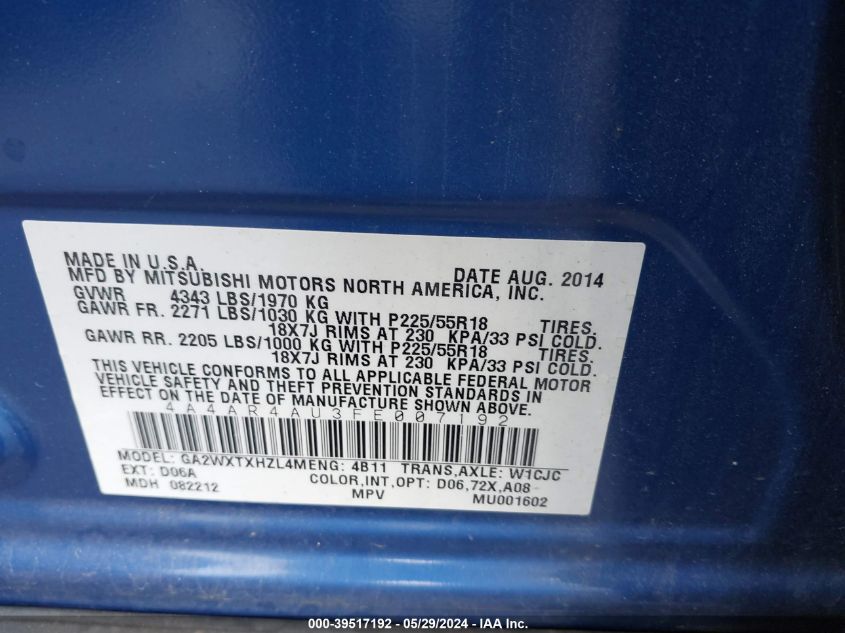 MADE IN U.S.A. DATE AUG. 2014
MFD BY MITSUBISHI MOTORS NORTH AMERICA, INC.
GVWR 4343 LBS/1970 KG
GAWR FR. 2271 LBS/1030 KG WITH P225/55R18 TIRES.
18X7J RIMS AT 230 KPA/33 PSI COLD.
GAWR RR. 2205 LBS/1000 KG WITH P225/55R18 TIRES.
18X7J RIMS AT 230 KPA/33 PSI COLD.
THIS VEHICLE CONFORMS TO ALL APPLICABLE FEDERAL MOTOR
VEHICLE SAFETY AND THEFT PREVENTION STANDARDS IN
EFFECT ON THE DATE OF MANUFACTURE SHOWN ABOVE.
4A4AR4AU3FE007192
MODEL: GA2WXTXHZL4MENG: 4B11 TRANS,AXLE: W1CJC
EXT: D06A COLOR,INT,OPT: D06,72X,A08-
MDH 082212 MPV MU001602
000-39517192 - 05/29/2024 - IAA Inc.